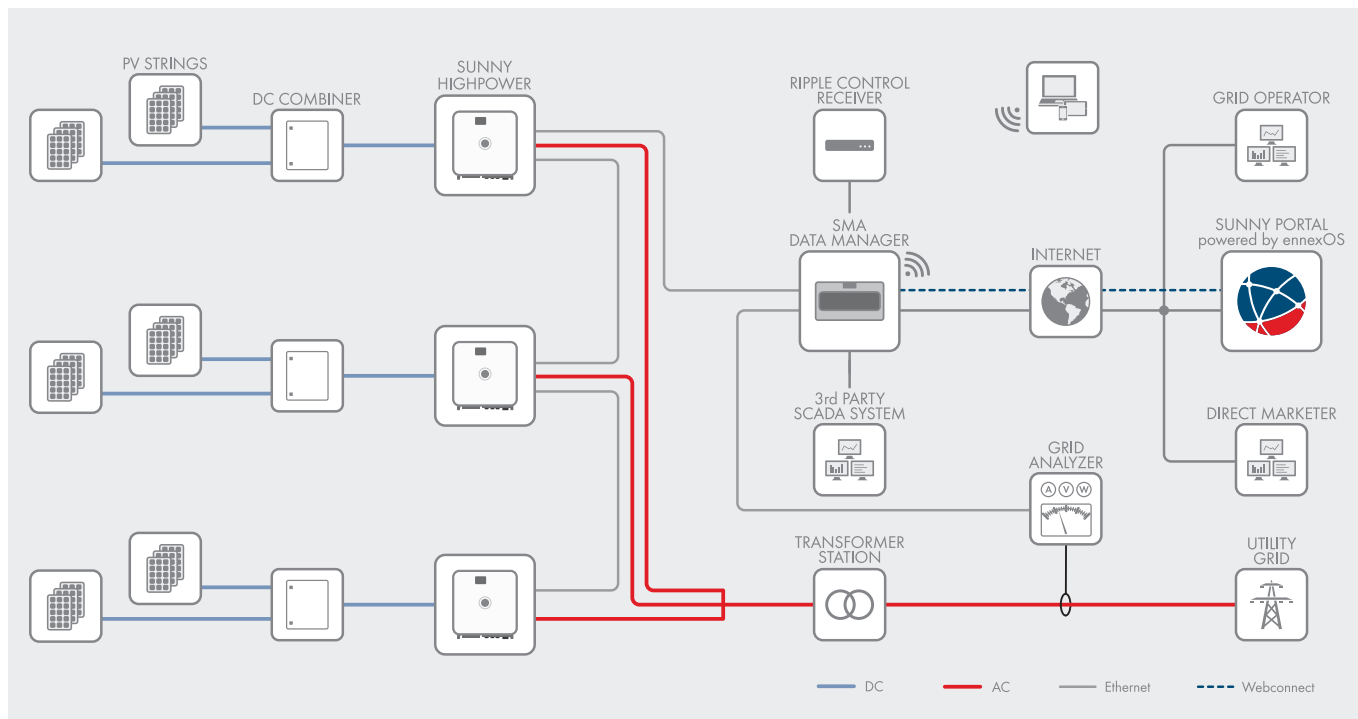 PV STRINGS
DC COMBINER
SUNNY
HIGHPOWER
RIPPLE CONTROL
RECEIVER
GRID OPERATOR
SMA
DATA MANAGER
INTERNET
SUNNY PORTAL
powered by ennexOS
3rd PARTY
SCADA SYSTEM
GRID
ANALYZER
A V W
DIRECT MARKETER
TRANSFORMER
STATION
UTILITY
GRID
DC
AC
Ethernet
Webconnect